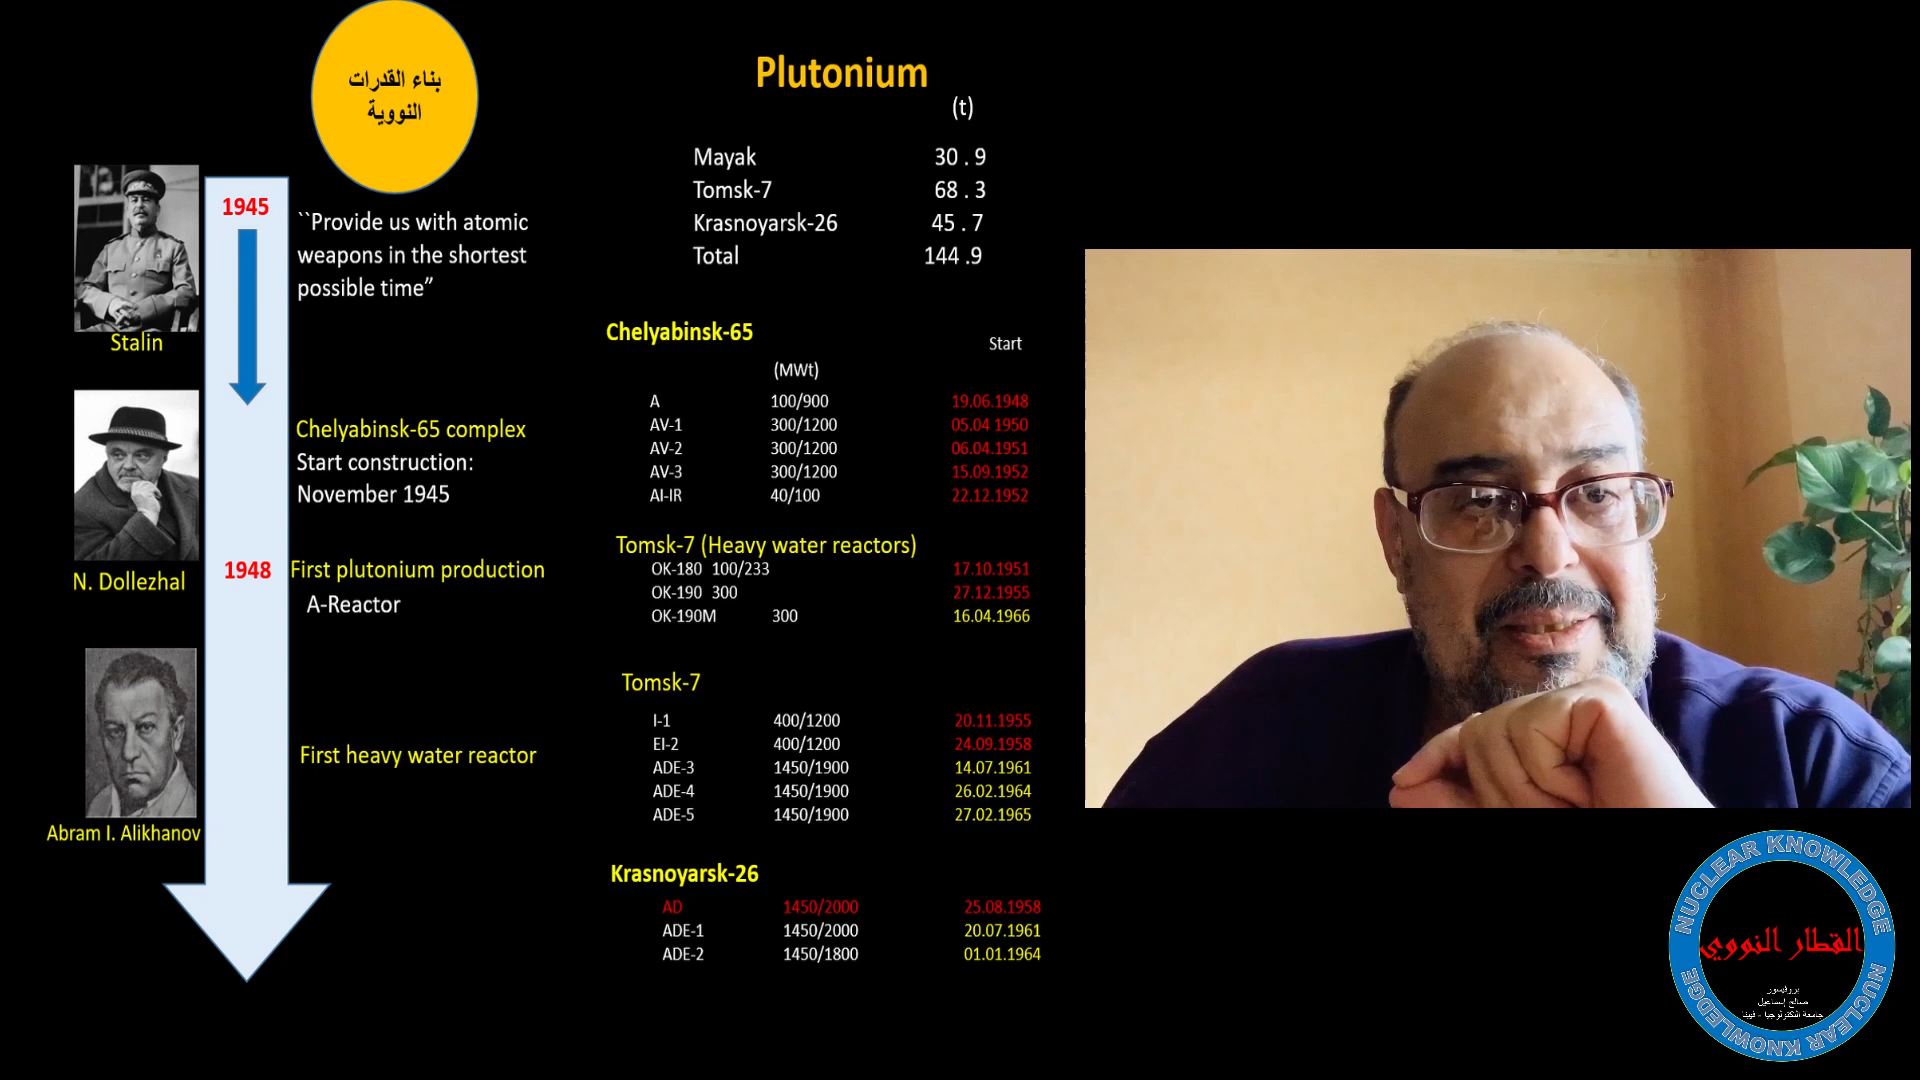 بناء القدرات
النووية
1945
``Provide us with atomic
weapons in the shortest
possible time”
Stalin
Chelyabinsk-65 complex
Start construction:
November 1945
N. Dollezhal
1948
First plutonium production
A-Reactor
First heavy water reactor
Abram I. Alikhanov
Plutonium
(t)
Mayak 30 . 9
Tomsk-7 68 . 3
Krasnoyarsk-26 45 . 7
Total 144 .9
Chelyabinsk-65
Start
(MWt)
A 100/900 19.06.1948
AV-1 300/1200 05.04 1950
AV-2 300/1200 06.04.1951
AV-3 300/1200 15.09.1952
AI-IR 40/100 22.12.1952
Tomsk-7 (Heavy water reactors)
OK-180 100/233 17.10.1951
OK-190 300 27.12.1955
OK-190M 300 16.04.1966
Tomsk-7
I-1 400/1200 20.11.1955
EI-2 400/1200 24.09.1958
ADE-3 1450/1900 14.07.1961
ADE-4 1450/1900 26.02.1964
ADE-5 1450/1900 27.02.1965
Krasnoyarsk-26
AD 1450/2000 25.08.1958
ADE-1 1450/2000 20.07.1961
ADE-2 1450/1800 01.01.1964
NUCLEAR KNOWLEDGE
القطار النووي
بروفيسور
صالح إسماعيل
جامعة التكنولوجيا - فيينا
NUCLEAR KNOWLEDGE